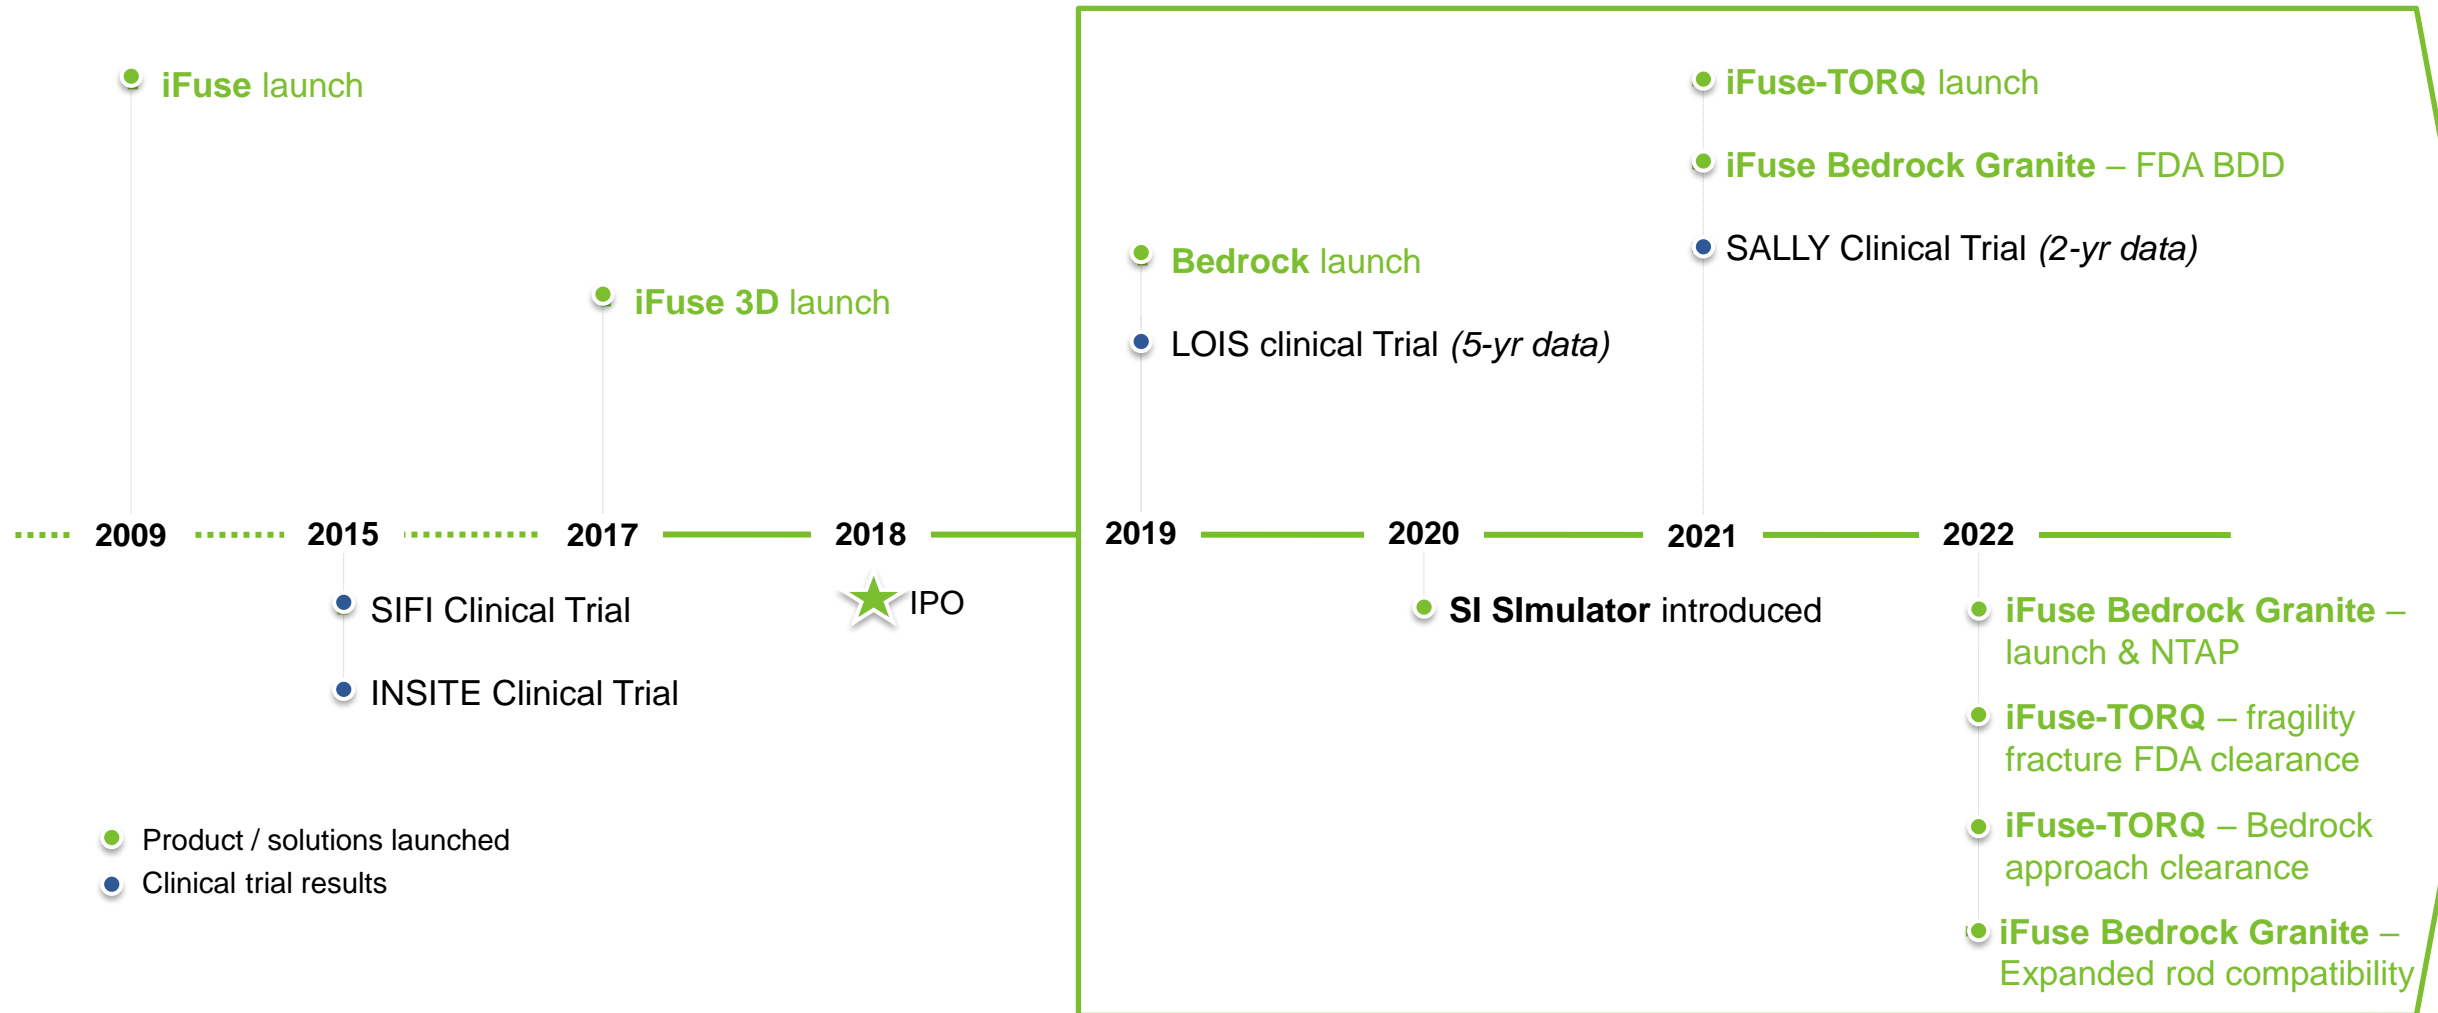 iFuse launch
iFuse 3D launch
Bedrock launch
LOIS clinical Trial (5-yr data)
iFuse-TORQ launch
iFuse Bedrock Granite – FDA BDD
SALLY Clinical Trial (2-yr data)
2009
2015
2017
2018
2019
2020
2021
2022
SIFI Clinical Trial
INSITE Clinical Trial
IPO
SI SImulator introduced
iFuse Bedrock Granite –
launch & NTAP
iFuse-TORQ – fragility
fracture FDA clearance
iFuse-TORQ – Bedrock
approach clearance
iFuse Bedrock Granite –
Expanded rod compatibility
Product / solutions launched
Clinical trial results